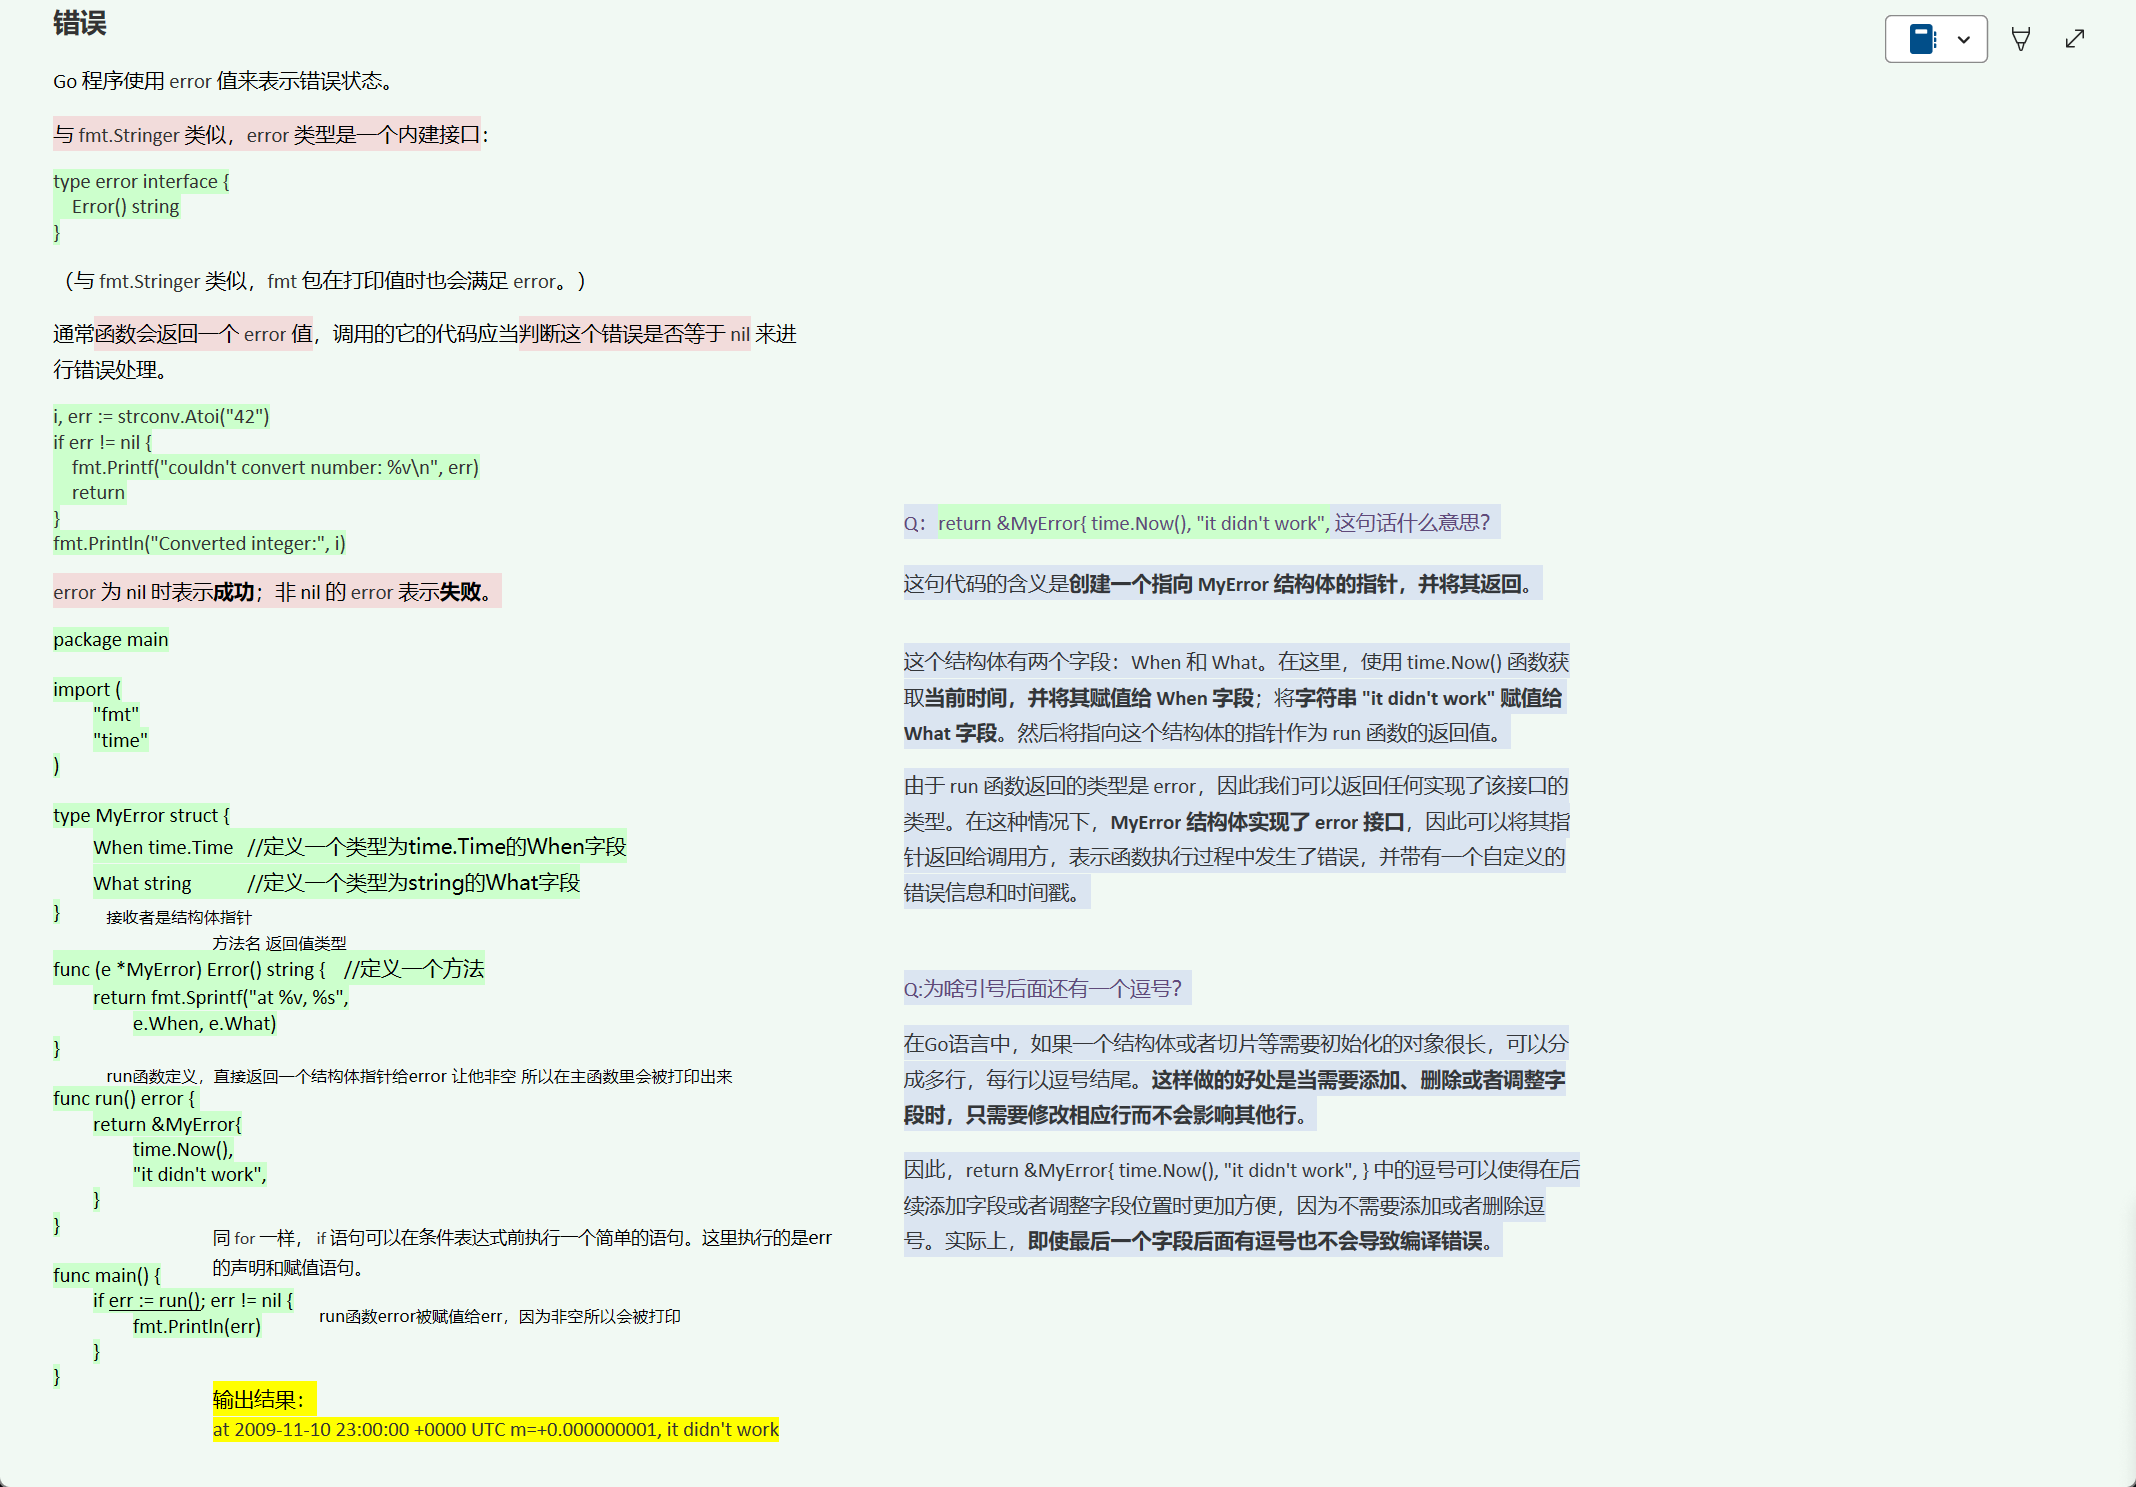 错误
Go 程序使用 error 值来表示错误状态。
与 fmt.Stringer 类似，error 类型是一个内建接口：
type error interface {
    Error() string
}
（与 fmt.Stringer 类似，fmt 包在打印值时也会满足 error。）
通常函数会返回一个 error 值，调用的它的代码应当判断这个错误是否等于 nil 来进
行错误处理。
i, err := strconv.Atoi("42")
if err != nil {
    fmt.Printf("couldn't convert number: %v\n", err)
    return
}
fmt.Println("Converted integer:", i)
error 为 nil 时表示成功；非 nil 的 error 表示失败。
package main
import (
    "fmt"
    "time"
)
type MyError struct {
    When time.Time //定义一个类型为time.Time的When字段
    What string //定义一个类型为string的What字段
}
接收者是结构体指针
方法名 返回值类型
func (e *MyError) Error() string { //定义一个方法
    return fmt.Sprintf("at %v, %s",
        e.When, e.What)
}
run函数定义，直接返回一个结构体指针给error 让他非空 所以在主函数里会被打印出来
func run() error {
    return &MyError{
        time.Now(),
        "it didn't work",
    }
}
同 for 一样， if 语句可以在条件表达式前执行一个简单的语句。这里执行的是err
的声明和赋值语句。
func main() {
    if err := run(); err != nil {
run函数error被赋值给err，因为非空所以会被打印
        fmt.Println(err)
    }
}
输出结果：
at 2009-11-10 23:00:00 +0000 UTC m=+0.000000001, it didn't work
Q：return &MyError{ time.Now(), "it didn't work", 这句话什么意思？
这句代码的含义是创建一个指向 MyError 结构体的指针，并将其返回。
这个结构体有两个字段：When 和 What。在这里，使用 time.Now() 函数获
取当前时间，并将其赋值给 When 字段；将字符串 "it didn't work" 赋值给
What 字段。然后将指向这个结构体的指针作为 run 函数的返回值。
由于 run 函数返回的类型是 error，因此我们可以返回任何实现了该接口的
类型。在这种情况下，MyError 结构体实现了 error 接口，因此可以将其指
针返回给调用方，表示函数执行过程中发生了错误，并带有一个自定义的
错误信息和时间戳。
Q:为啥引号后面还有一个逗号？
在Go语言中，如果一个结构体或者切片等需要初始化的对象很长，可以分
成多行，每行以逗号结尾。这样做的好处是当需要添加、删除或者调整字
段时，只需要修改相应行而不会影响其他行。
因此，return &MyError{ time.Now(), "it didn't work", } 中的逗号可以使得在后
续添加字段或者调整字段位置时更加方便，因为不需要添加或者删除逗
号。实际上，即使最后一个字段后面有逗号也不会导致编译错误。